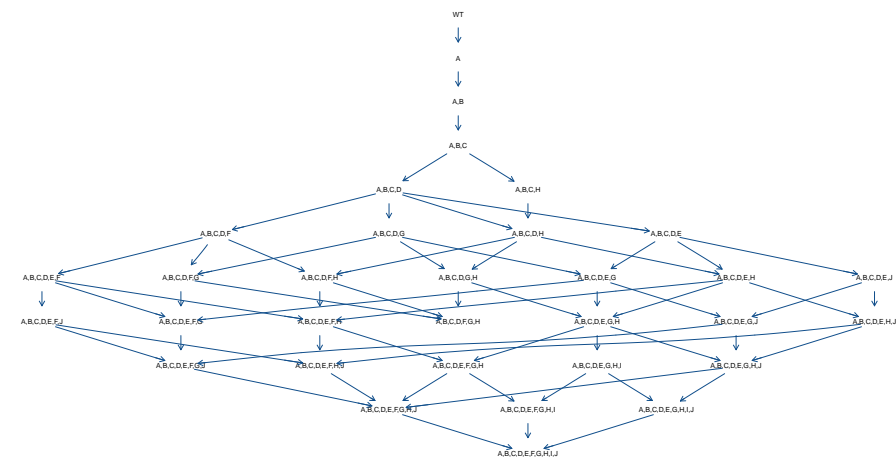 WT
A
A,B
A,B,C
A,B,C,D A,B,C,H
A,B,C,D,F A,B,C,D,G A,B,C,D,H A,B,C,D,E
A,B,C,D,E,F A,B,C,D,F,G A,B,C,D,F,H A,B,C,D,G,H A,B,C,D,E,G A,B,C,D,E,H A,B,C,D,E,J
A,B,C,D,E,F,J A,B,C,D,E,F,G A,B,C,D,E,F,H A,B,C,D,F,G,H A,B,C,D,E,G,H A,B,C,D,E,G,J A,B,C,D,E,H,J
A,B,C,D,E,F,G,J A,B,C,D,E,F,H,J A,B,C,D,E,F,G,H A,B,C,D,E,G,H,I A,B,C,D,E,G,H,J
A,B,C,D,E,F,G,H,J A,B,C,D,E,F,G,H,I A,B,C,D,E,G,H,I,J
A,B,C,D,E,F,G,H,I,J